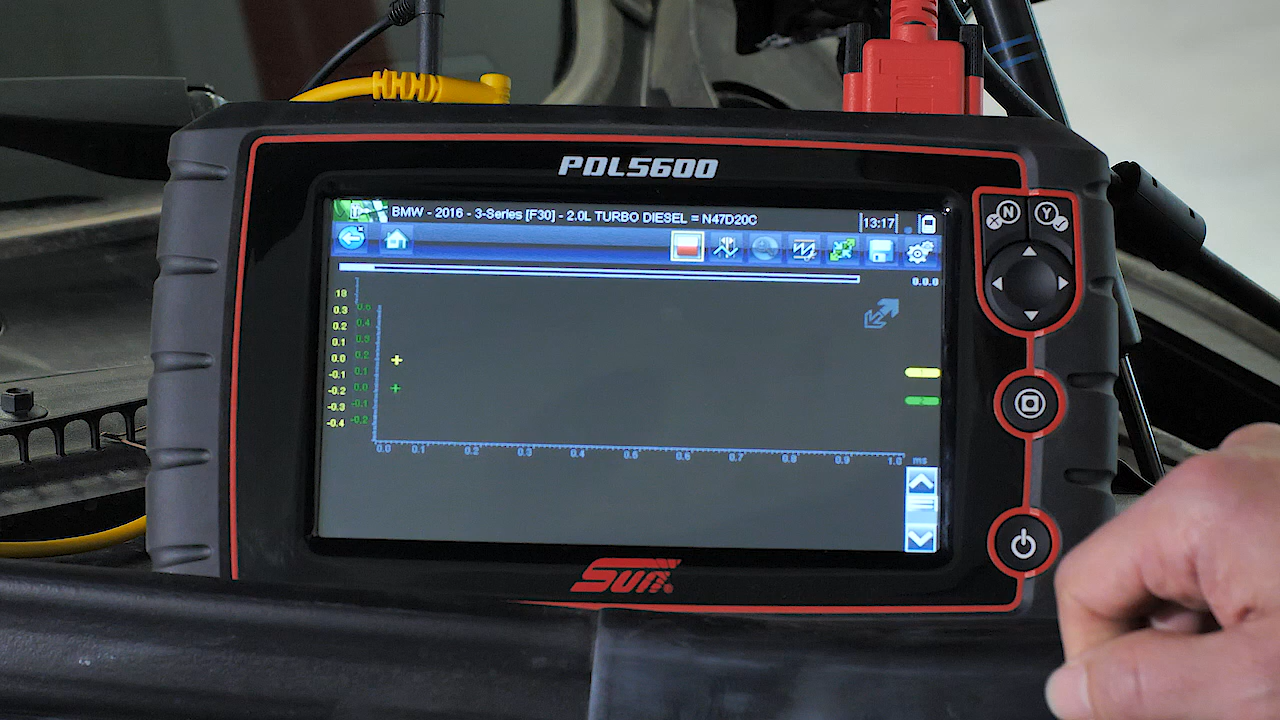 PDL5600
BMW - 2016 - 3-Series [F30] - 2.0L TURBO DIESEL = N47D20C 13:17
N Y
0.0.0
0.5
0.3 0.4
0.2 0.3
0.1 0.2
0.0 0.1
-0.1 0.0
-0.2 -0.1
-0.3 -0.2
-0.4
0.0 0.1 0.2 0.3 0.4 0.5 0.6 0.7 0.8 0.9 1.0 ms
Sun